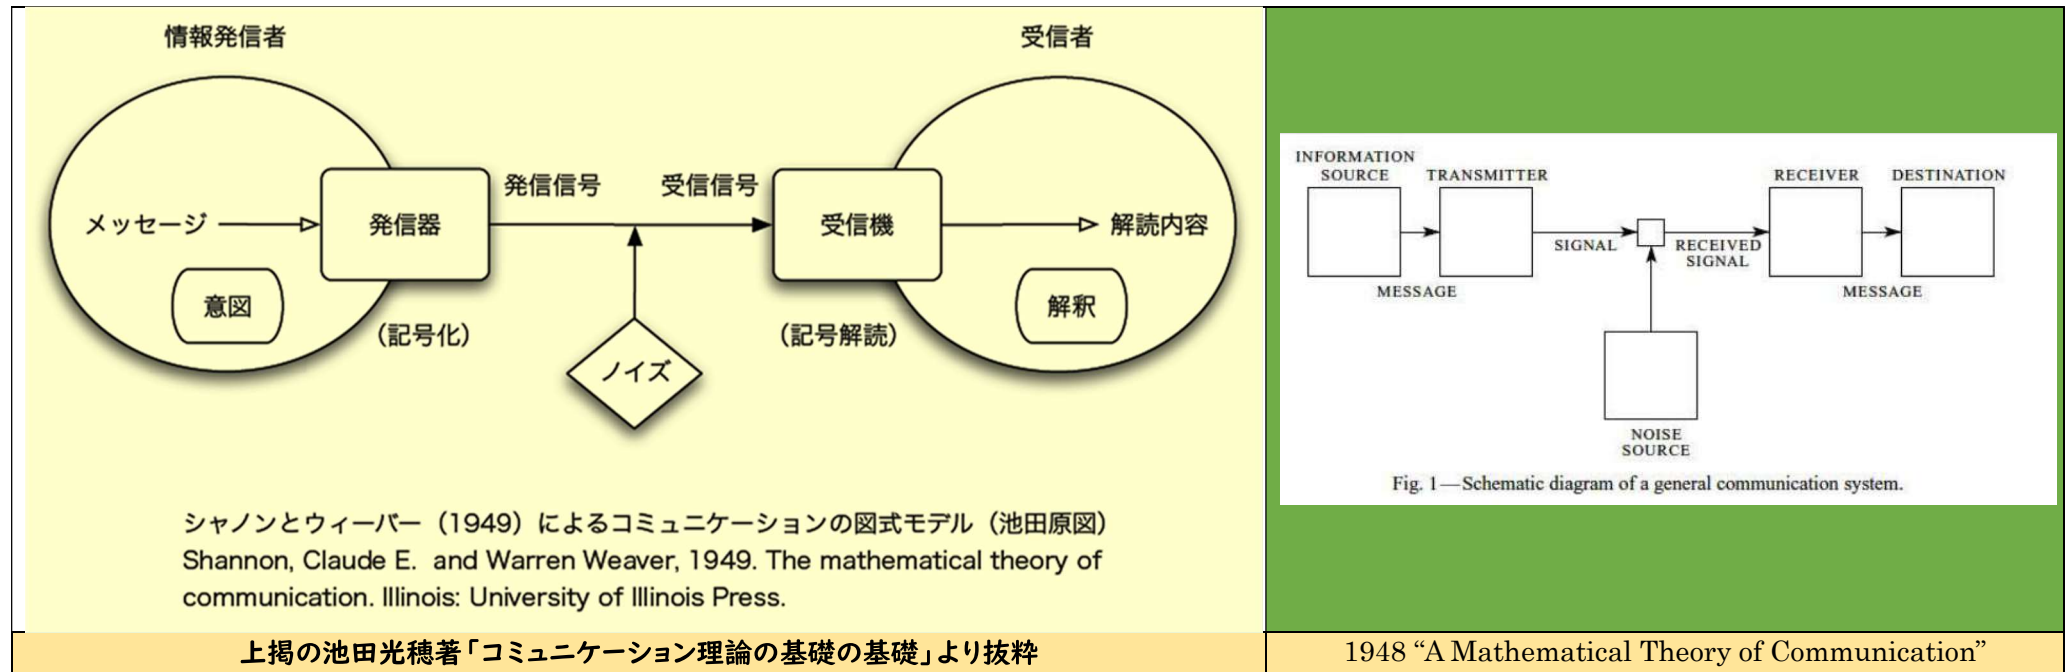 情報発信者
受信者
メッセージ
発信器
発信信号
受信信号
受信機
解読内容
意図
(記号化)
ノイズ
(記号解読)
解釈
シャノンとウィーバー（1949）によるコミュニケーションの図式モデル（池田原図）
Shannon, Claude E. and Warren Weaver, 1949. The mathematical theory of
communication. Illinois: University of Illinois Press.
上掲の池田光穂著「コミュニケーション理論の基礎の基礎」より抜粋
INFORMATION
SOURCE
TRANSMITTER
RECEIVER
DESTINATION
SIGNAL
RECEIVED
SIGNAL
MESSAGE
MESSAGE
NOISE
SOURCE
Fig. 1—Schematic diagram of a general communication system.
1948 “A Mathematical Theory of Communication”